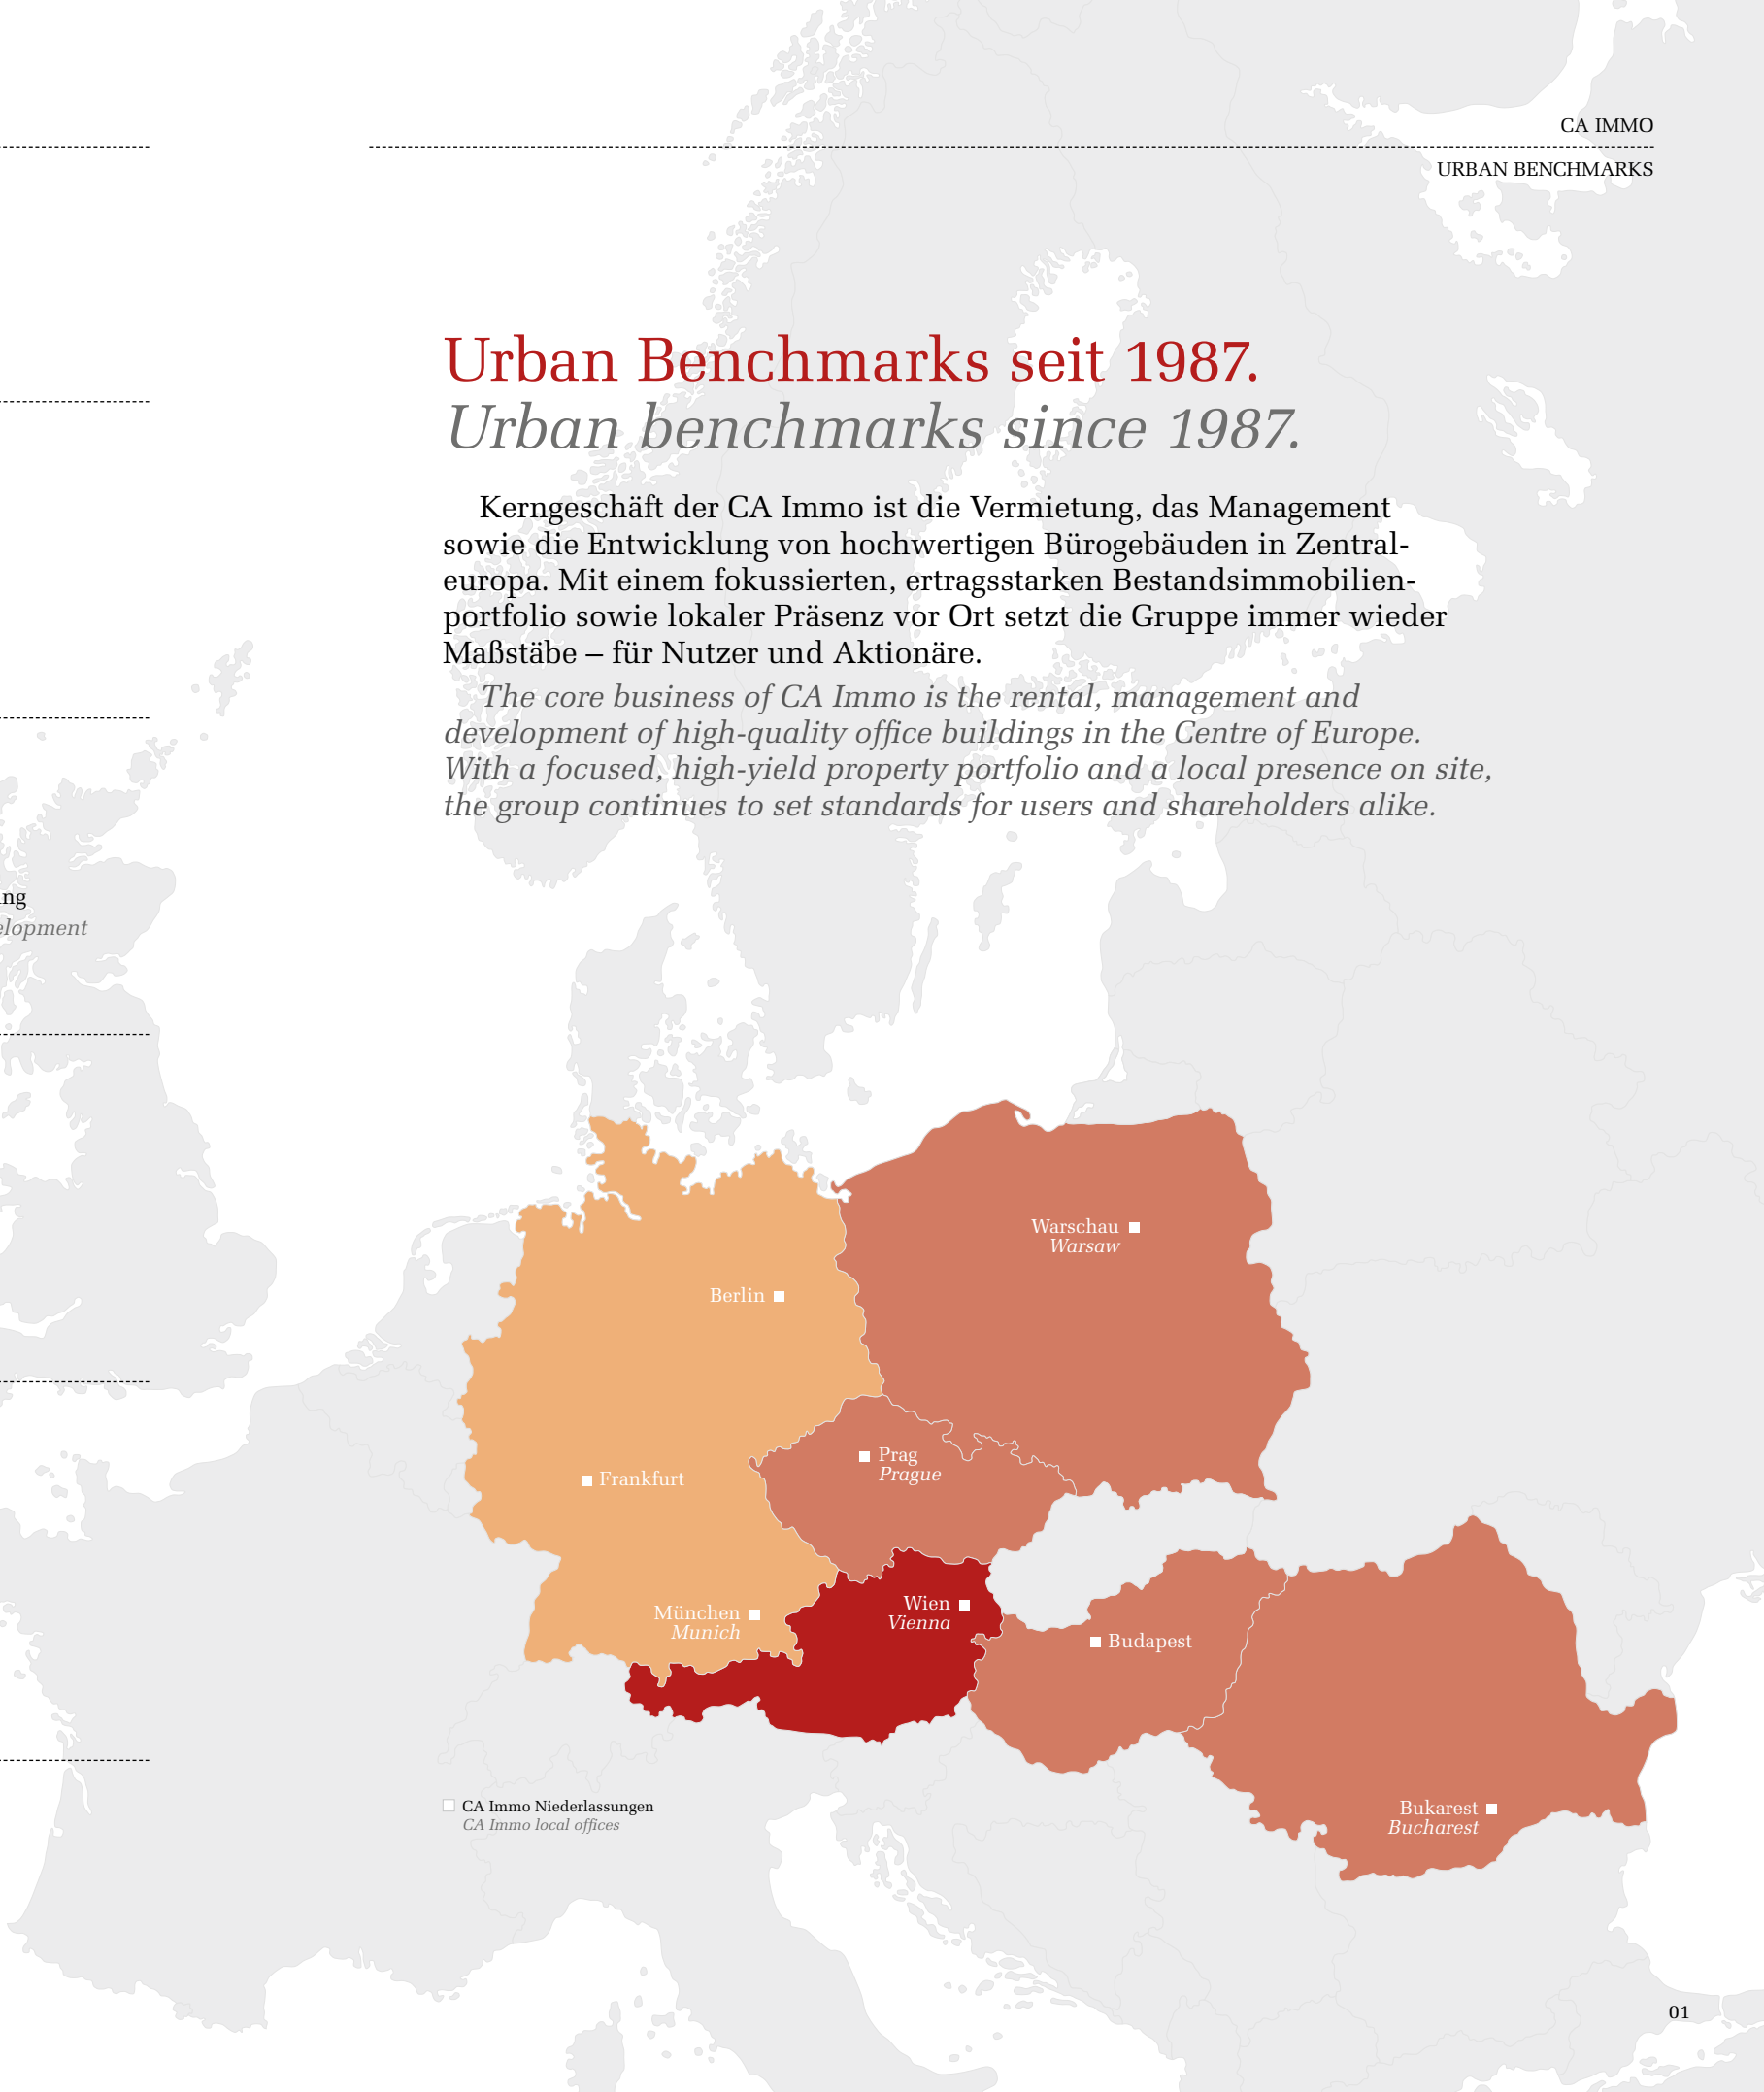 CA IMMO
URBAN BENCHMARKS
Urban Benchmarks seit 1987.
Urban benchmarks since 1987.
Kerngeschäft der CA Immo ist die Vermietung, das Management
sowie die Entwicklung von hochwertigen Bürogebäuden in Zentral-
europa. Mit einem fokussierten, ertragsstarken Bestandsimmobilien-
portfolio sowie lokaler Präsenz vor Ort setzt die Gruppe immer wieder
Maßstäbe – für Nutzer und Aktionäre.
The core business of CA Immo is the rental, management and
development of high-quality office buildings in the Centre of Europe.
With a focused, high-yield property portfolio and a local presence on site,
the group continues to set standards for users and shareholders alike.
ng
elopment
Warschau
Warsaw
Berlin
Prag
Prague
Frankfurt
Wien
Vienna
München
Munich
Budapest
Bukarest
Bucharest
CA Immo Niederlassungen
CA Immo local offices
01